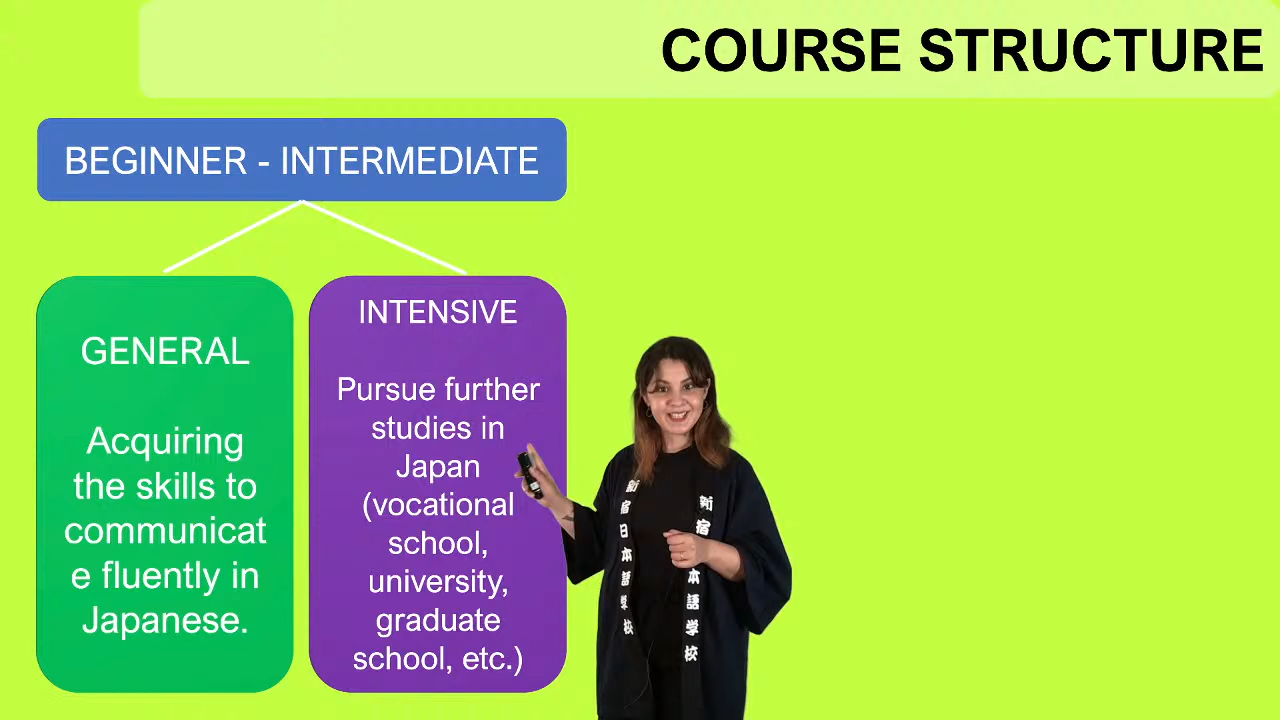 COURSE STRUCTURE
BEGINNER - INTERMEDIATE
GENERAL
Acquiring
the skills to
communicat
e fluently in
Japanese.
INTENSIVE
Pursue further
studies in
Japan
(vocational
school,
university,
graduate
school, etc.)
新宿日本語学校
新宿本語学校